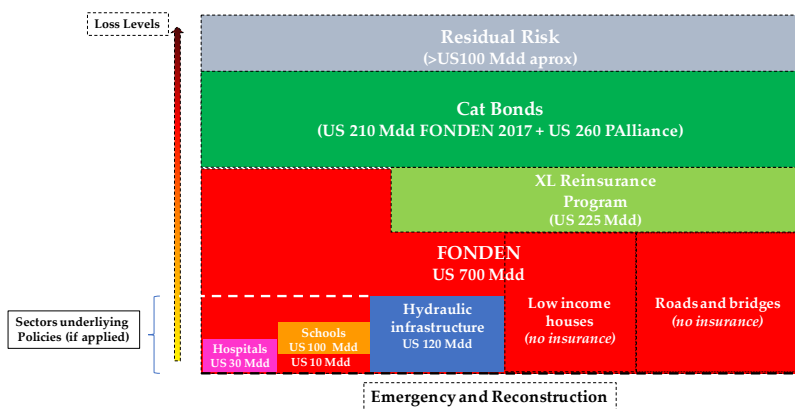 Loss Levels
Residual Risk
(>US100 Mdd aprox)
Cat Bonds
(US 210 Mdd FONDEN 2017 + US 260 PAlliance)
XL Reinsurance
Program
(US 225 Mdd)
FONDEN
US 700 Mdd
Sectors underliying
Policies (if applied)
Hospitals
US 30 Mdd
Schools
US 100 Mdd
US 10 Mdd
Hydraulic
infrastructure
US 120 Mdd
Low income
houses
(no insurance)
Roads and bridges
(no insurance)
Emergency and Reconstruction